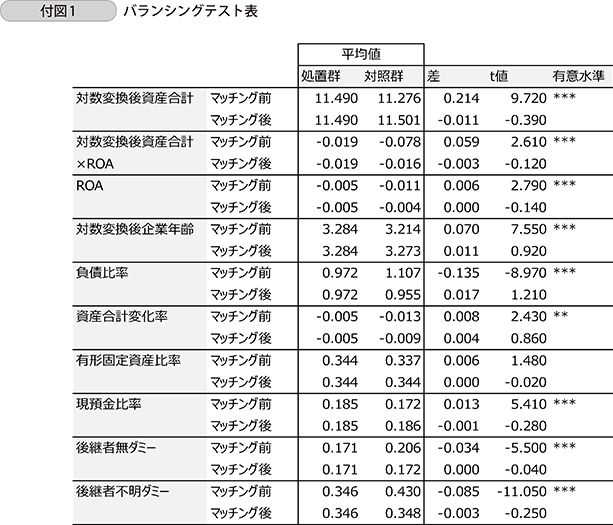 付図1 バランシングテスト表
平均値
処置群 対照群 差 t値 有意水準
対数変換後資産合計 マッチング前 11.490 11.276 0.214 9.720 ***
マッチング後 11.490 11.501 -0.011 -0.390
対数変換後資産合計 マッチング前 -0.019 -0.078 0.059 2.610 ***
×ROA マッチング後 -0.019 -0.016 -0.003 -0.120
ROA マッチング前 -0.005 -0.011 0.006 2.790 ***
マッチング後 -0.005 -0.004 0.000 -0.140
対数変換後企業年齢 マッチング前 3.284 3.214 0.070 7.550 ***
マッチング後 3.284 3.273 0.011 0.920
負債比率 マッチング前 0.972 1.107 -0.135 -8.970 ***
マッチング後 0.972 0.955 0.017 1.210
資産合計変化率 マッチング前 -0.005 -0.013 0.008 2.430 **
マッチング後 -0.005 -0.009 0.004 0.860
有形固定資産比率 マッチング前 0.344 0.337 0.006 1.480
マッチング後 0.344 0.344 0.000 -0.020
現預金比率 マッチング前 0.185 0.172 0.013 5.410 ***
マッチング後 0.185 0.186 -0.001 -0.280
後継者無ダミー マッチング前 0.171 0.206 -0.034 -5.500 ***
マッチング後 0.171 0.172 0.000 -0.040
後継者不明ダミー マッチング前 0.346 0.430 -0.085 -11.050 ***
マッチング後 0.346 0.348 -0.003 -0.250